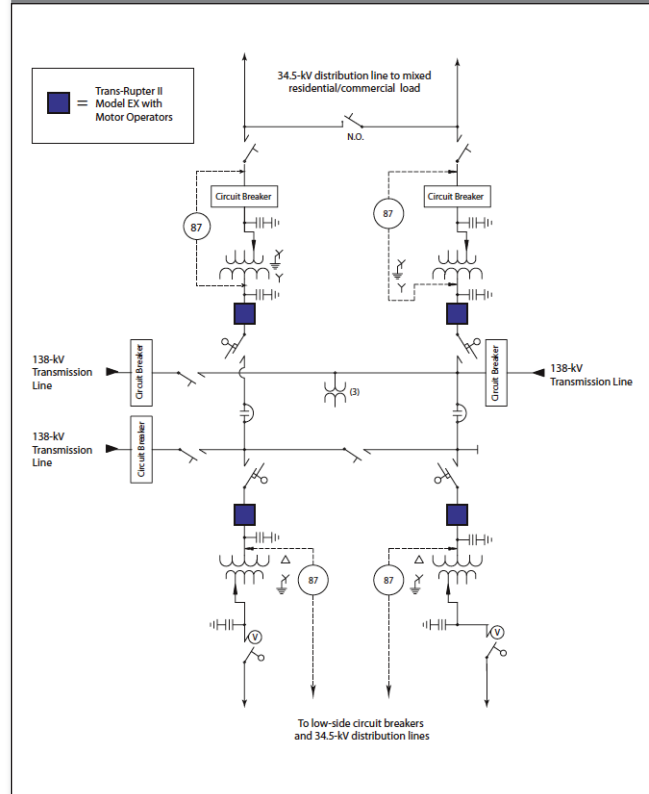 =
Trans-Rupter II
Model EX with
Motor Operators
34.5-kV distribution line to mixed
residential/commercial load
N.O.
Circuit Breaker
Circuit Breaker
87
87
138-kV
Transmission
Line
Circuit Breaker
(3)
Circuit Breaker
138-kV
Transmission Line
138-kV
Transmission
Line
Circuit Breaker
87
87
V
V
To low-side circuit breakers
and 34.5-kV distribution lines